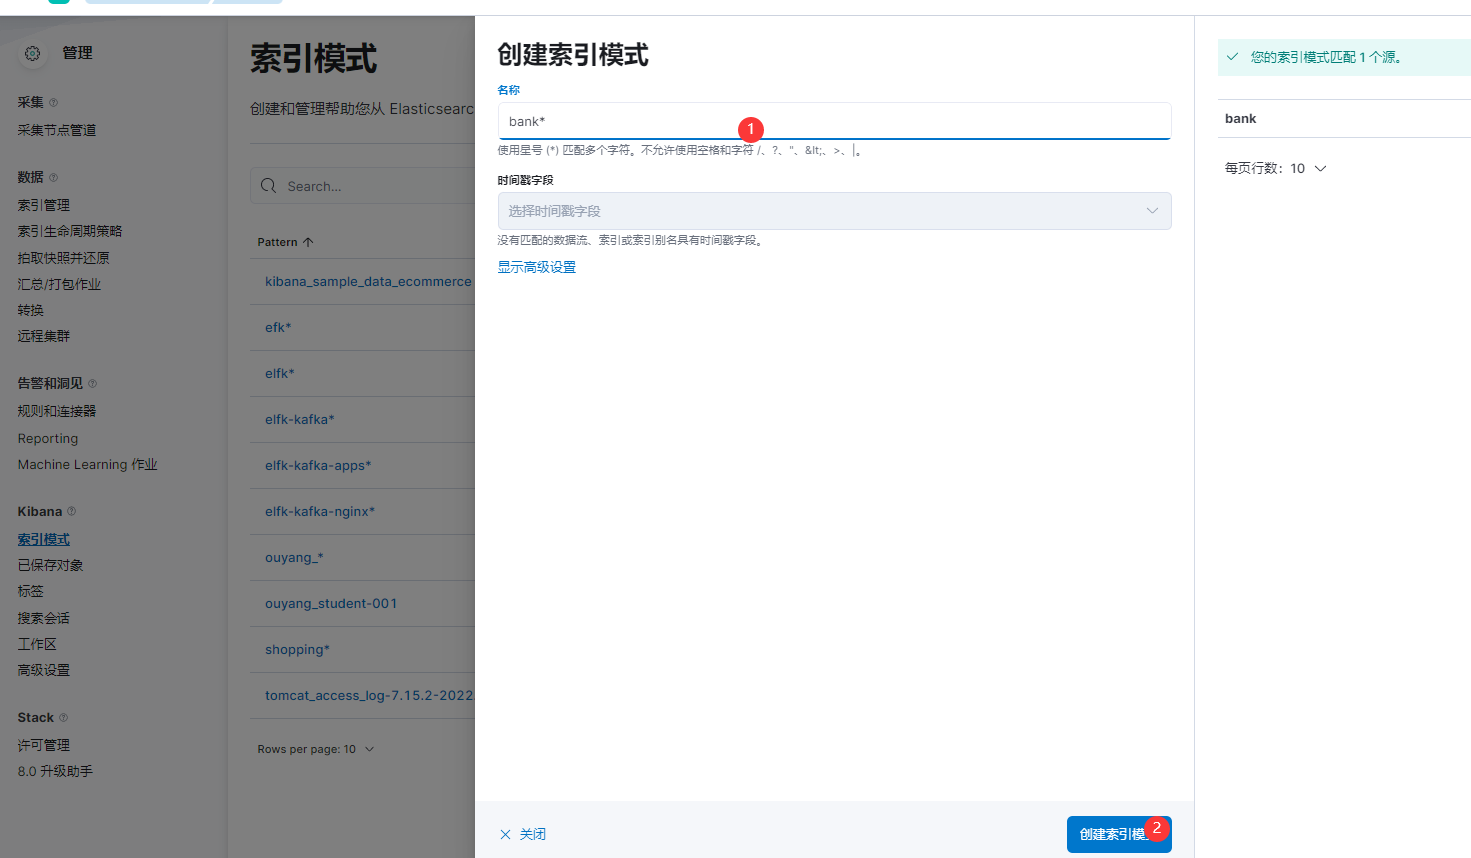 管理
采集
采集节点管道
数据
索引管理
索引生命周期策略
拍取快照并还原
汇总/打包作业
转换
远程集群
告警和洞见
规则和连接器
Reporting
Machine Learning 作业
Kibana
索引模式
已保存对象
标签
搜索会话
工作区
高级设置
Stack
许可管理
8.0 升级助手
索引模式
创建和管理帮助您从 Elasticsearc
Search...
Pattern
kibana_sample_data_ecommerce
efk*
elfk*
elfk-kafka*
elfk-kafka-apps*
elfk-kafka-nginx*
ouyang_*
ouyang_student-001
shopping*
tomcat_access_log-7.15.2-2022
Rows per page: 10
创建索引模式
名称
bank*
1
使用星号 (*) 匹配多个字符。不允许使用空格和字符 /、?、"、&lt;、>、|。
时间戳字段
选择时间戳字段
没有匹配的数据流、索引或索引别名具有时间戳字段。
显示高级设置
关闭
创建索引模
2
您的索引模式匹配 1 个源。
bank
每页行数: 10